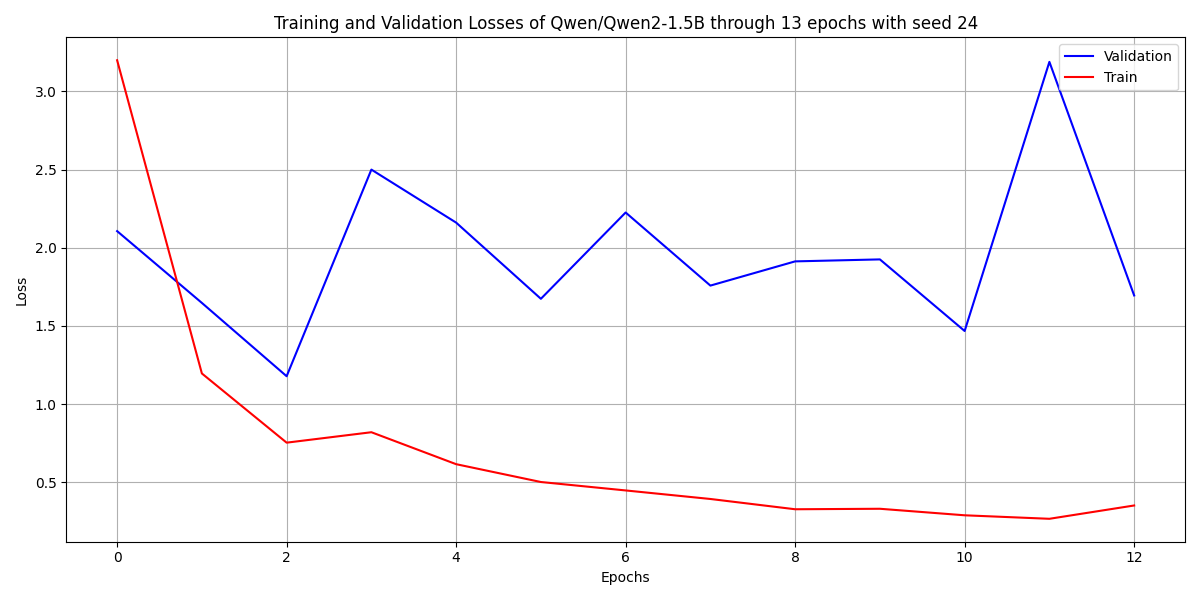 Training and Validation Losses of Qwen/Qwen2-1.5B through 13 epochs with seed 24
Validation
Train
3.0
2.5
2.0
1.5
1.0
0.5
Loss
0 2 4 6 8 10 12
Epochs